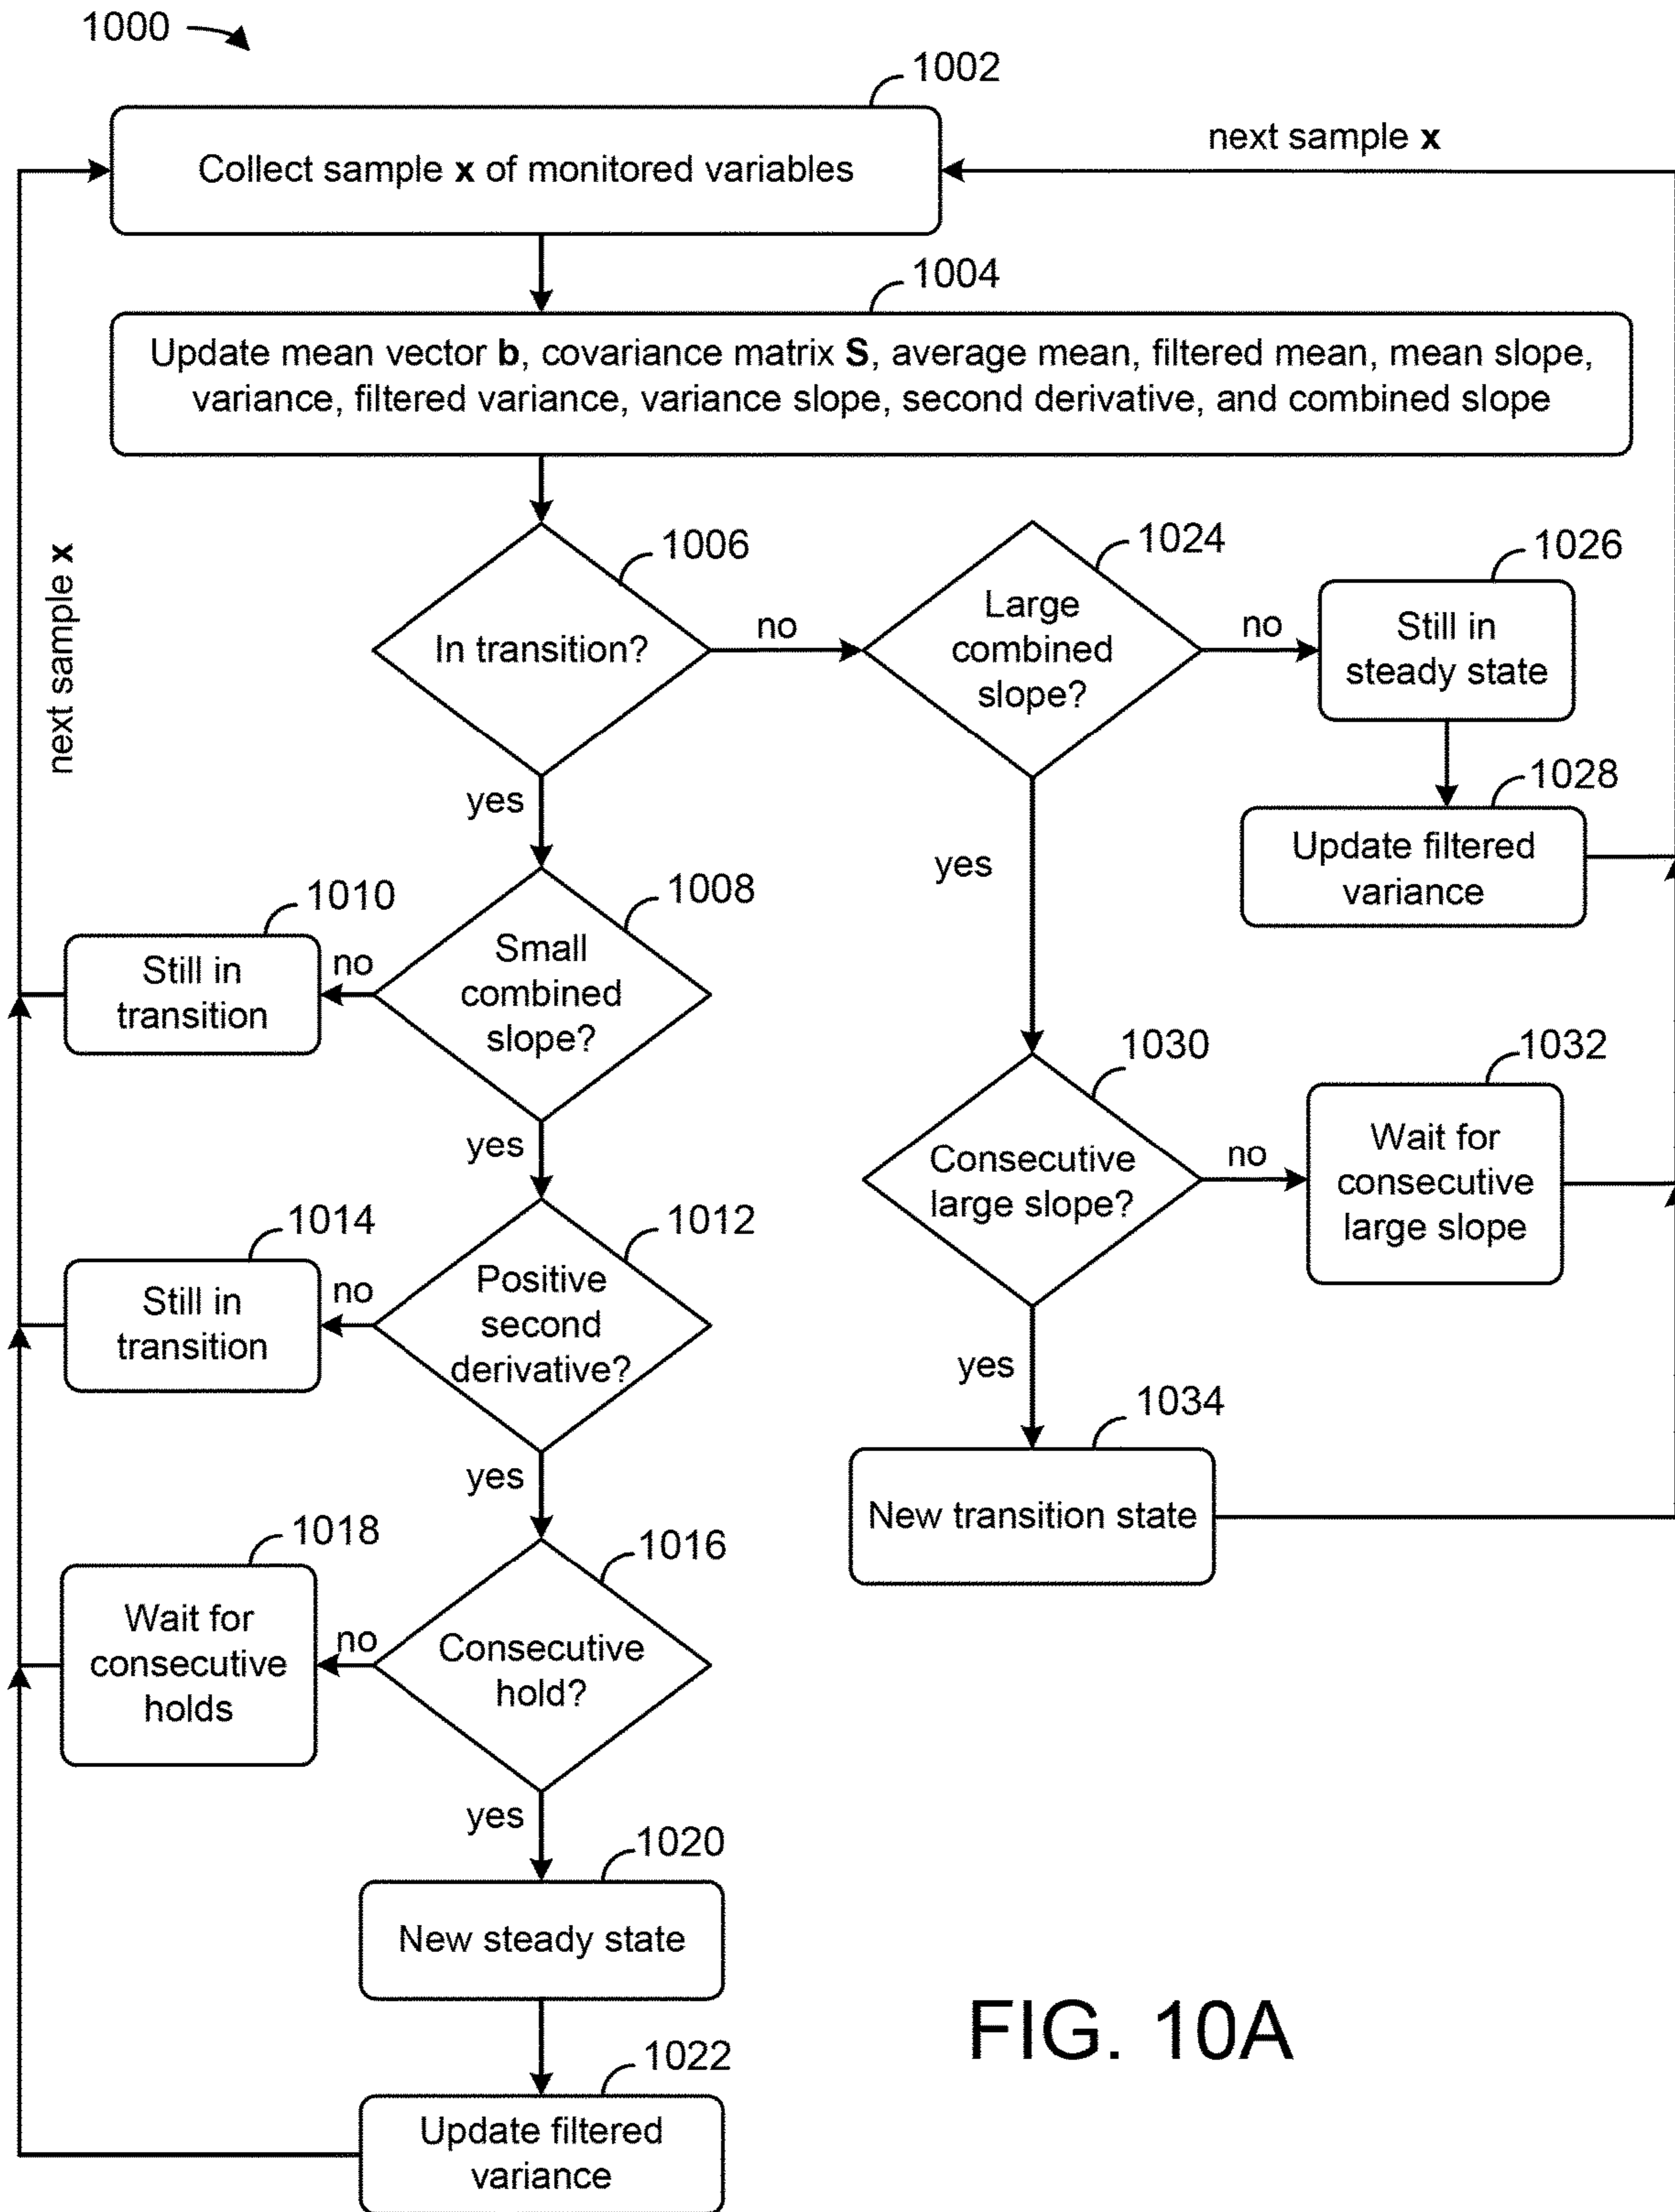 1000
1002
next sample x
Collect sample x of monitored variables
1004
Update mean vector b, covariance matrix S, average mean, filtered mean, mean slope,
variance, filtered variance, variance slope, second derivative, and combined slope
next sample x
1006
In transition?
no
yes
1024
Large
combined
slope?
no
yes
1026
Still in
steady state
1028
Update filtered
variance
1008
Small
combined
slope?
no
yes
1010
Still in
transition
1030
Consecutive
large slope?
no
yes
1032
Wait for
consecutive
large slope
1012
Positive
second
derivative?
no
yes
1014
Still in
transition
1034
New transition state
1016
Consecutive
hold?
no
yes
1018
Wait for
consecutive
holds
1020
New steady state
1022
Update filtered
variance
FIG. 10A